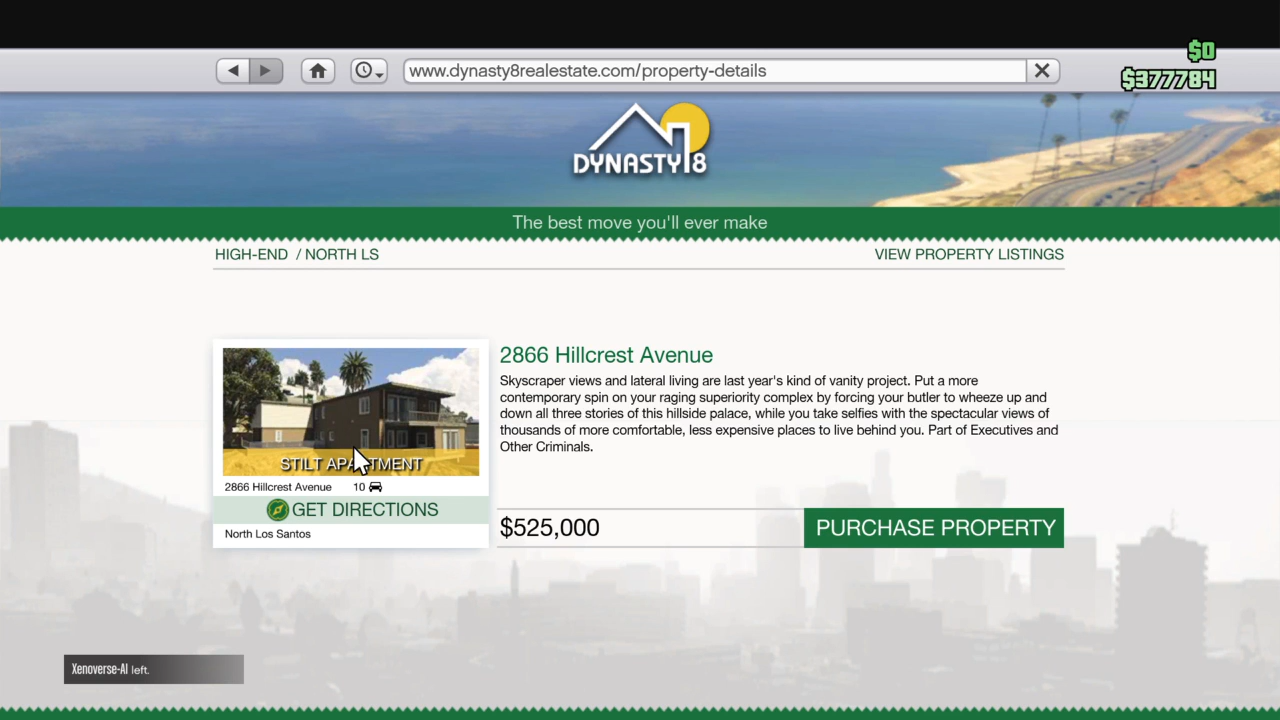 $0
$377784
www.dynasty8realestate.com/property-details
DYNASTY 8
The best move you'll ever make
HIGH-END / NORTH LS
VIEW PROPERTY LISTINGS
2866 Hillcrest Avenue
Skyscraper views and lateral living are last year's kind of vanity project. Put a more
contemporary spin on your raging superiority complex by forcing your butler to wheeze up and
down all three stories of this hillside palace, while you take selfies with the spectacular views of
thousands of more comfortable, less expensive places to live behind you. Part of Executives and
Other Criminals.
STILT APARTMENT
2866 Hillcrest Avenue 10
GET DIRECTIONS
North Los Santos
$525,000
PURCHASE PROPERTY
Xenoverse-AI left.